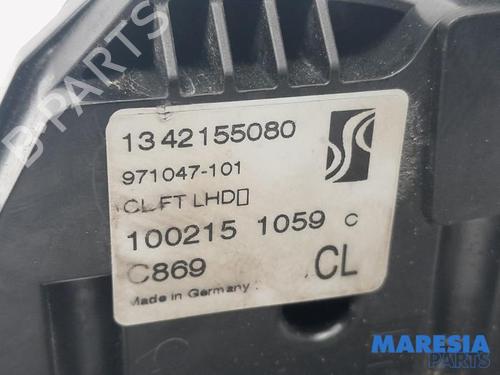 B-PARTS
1342155080
971047-101
CL FT LHD▯
100215 1059 C
C869
CL
Made in Germany
MARESIA
PARTS